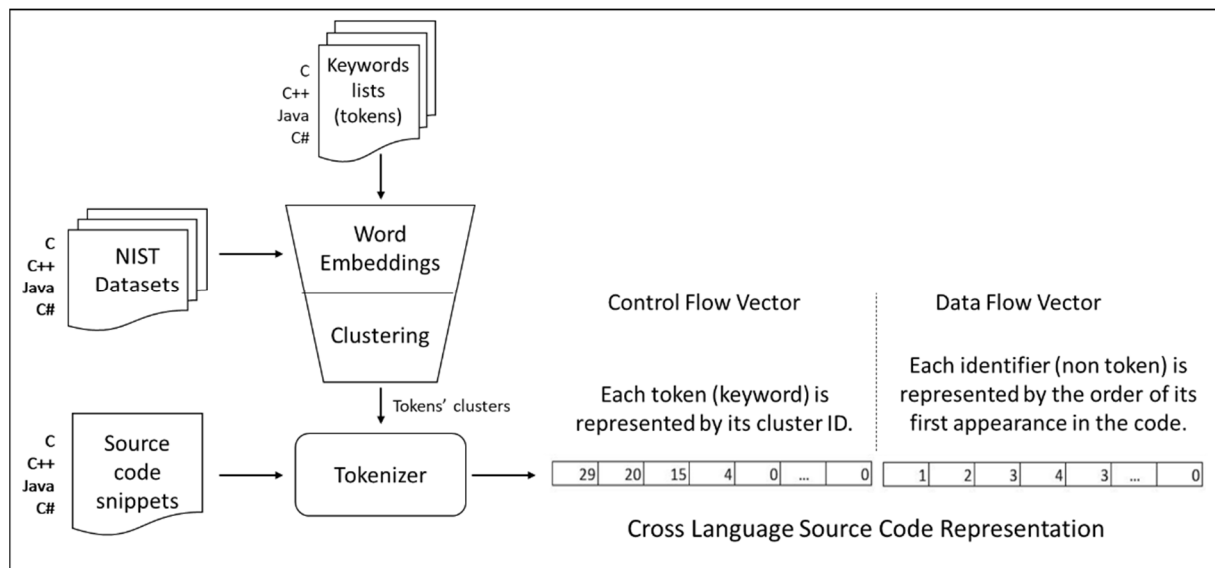 C
C++
Java
C#
Keywords
lists
(tokens)
C
C++
Java
C#
NIST
Datasets
Word
Embeddings
Clustering
Tokens' clusters
C
C++
Java
C#
Source
code
snippets
Tokenizer
Control Flow Vector
Each token (keyword) is
represented by its cluster ID.
29 20 15 4 0 ... 0
Data Flow Vector
Each identifier (non token) is
represented by the order of its
first appearance in the code.
1 2 3 4 3 ... 0
Cross Language Source Code Representation